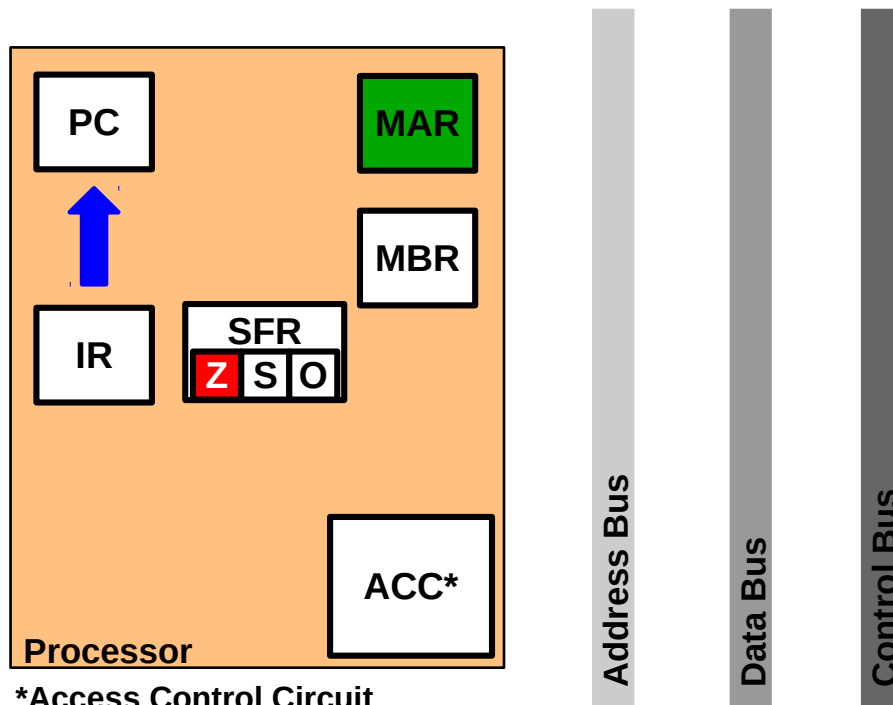 PC
MAR
MBR
IR
SFR
Z S O
ACC*
Processor
*Access Control Circuit
Address Bus
Data Bus
Control Bus